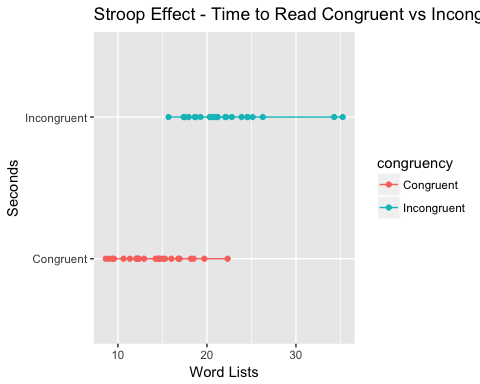 Stroop Effect - Time to Read Congruent vs Incong
Incongruent
Congruent
Seconds
10 20 30
Word Lists
congruency
Congruent
Incongruent